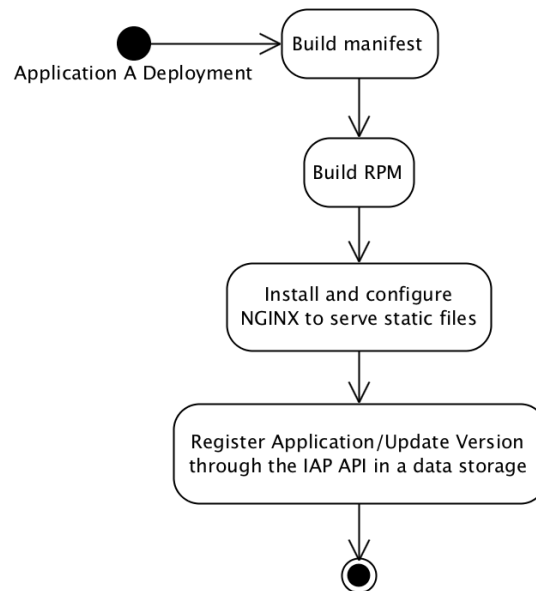 Build manifest
Application A Deployment
Build RPM
Install and configure
NGINX to serve static files
Register Application/Update Version
through the IAP API in a data storage